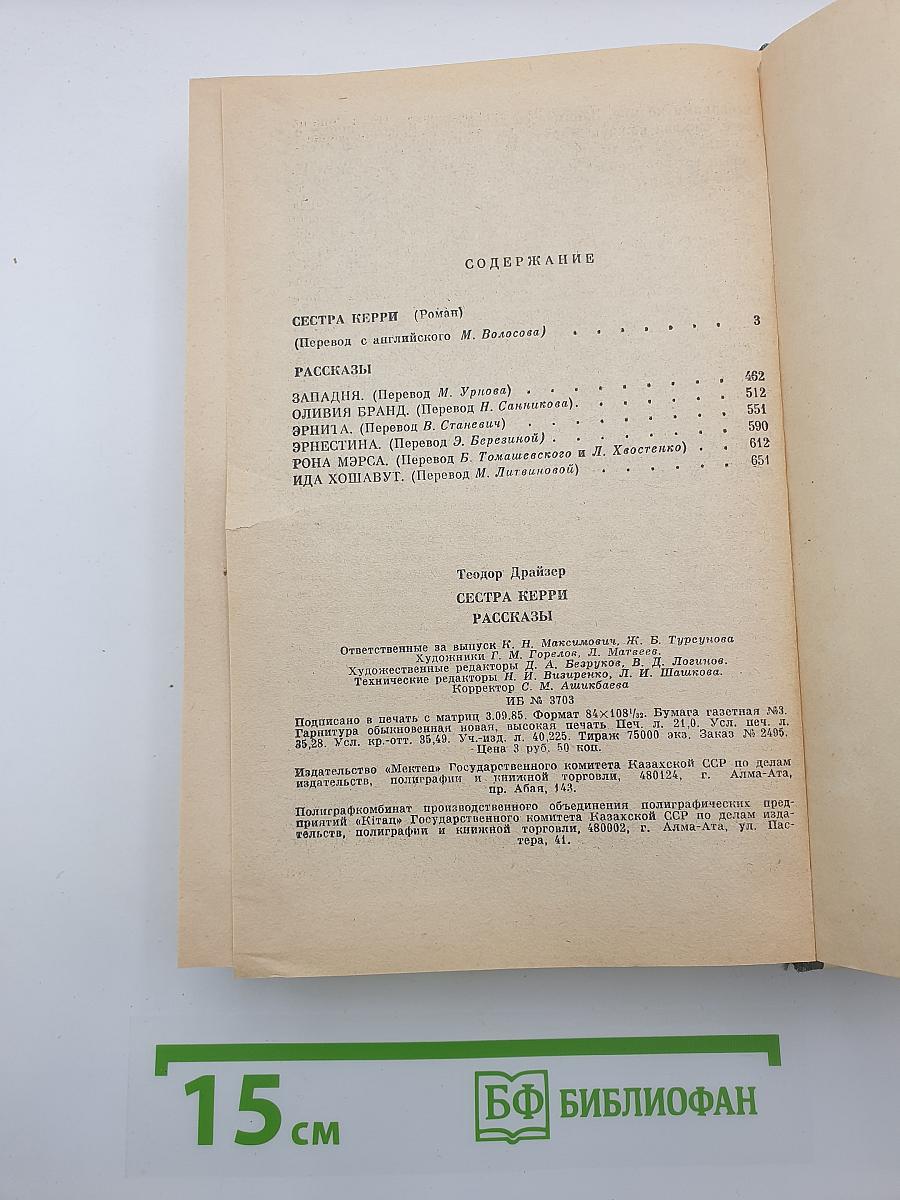 СОДЕРЖАНИЕ
СЕСТРА КЕРРИ (Роман)
(Перевод с английского М. Волосова) . . . . . . . 3
РАССКАЗЫ
ЗАПАДНЯ. (Перевод М. Урнова) . . . . . . . . 462
ОЛИВИЯ БРАНД. (Перевод Н. Санникова). . . . . . . 512
ЭРНИТА. (Перевод В. Станевич) . . . . . . . . 551
ЭРНЕСТИНА. (Перевод Э. Березиной) . . . . . . . 590
РОНА МЭРСА. (Перевод Б. Томашевского и Л. Хвостенко) . . 612
ИДА ХОШАВУТ. (Перевод М. Литвиновой) . . . . . . 651
Теодор Драйзер
СЕСТРА КЕРРИ
РАССКАЗЫ
Ответственные за выпуск К. Н. Максимович, Ж. Б. Турсунова
Художники Г. М. Горелов, Л. Матвеев.
Художественные редакторы Д. А. Безруков, В. Д. Логинов.
Технические редакторы Н. И. Визиренко, Л. И. Шашкова.
Корректор С. М. Ашикбаева
ИБ № 3703
Подписано в печать с матриц 3.09.85. Формат 84×108¹/₃₂. Бумага газетная №3.
Гарнитура обыкновенная новая, высокая печать Печ. л. 21,0. Усл. печ. л.
35,28. Усл. кр.-отт. 35,49. Уч.-изд. л. 40,225. Тираж 75000 экз. Заказ № 2495.
Цена 3 руб. 50 коп.
Издательство «Мектеп» Государственного комитета Казахской ССР по делам
издательств, полиграфии и книжной торговли, 480124, г. Алма-Ата,
пр. Абая, 143.
Полиграфкомбинат производственного объединения полиграфических пред-
приятий «Кітап» Государственного комитета Казахской ССР по делам изда-
тельств, полиграфии и книжной торговли, 480002, г. Алма-Ата, ул. Пас-
тера, 41.
15 см
БФ БИБЛИОФАН